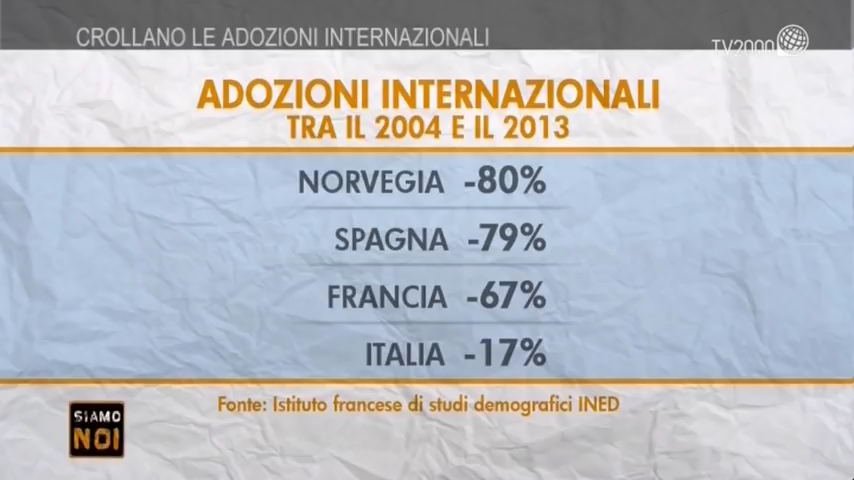 CROLLANO LE ADOZIONI INTERNAZIONALI
TV2000
ADOZIONI INTERNAZIONALI
TRA IL 2004 E IL 2013
NORVEGIA -80%
SPAGNA -79%
FRANCIA -67%
ITALIA -17%
Fonte: Istituto francese di studi demografici INED
SIAMO
NOI